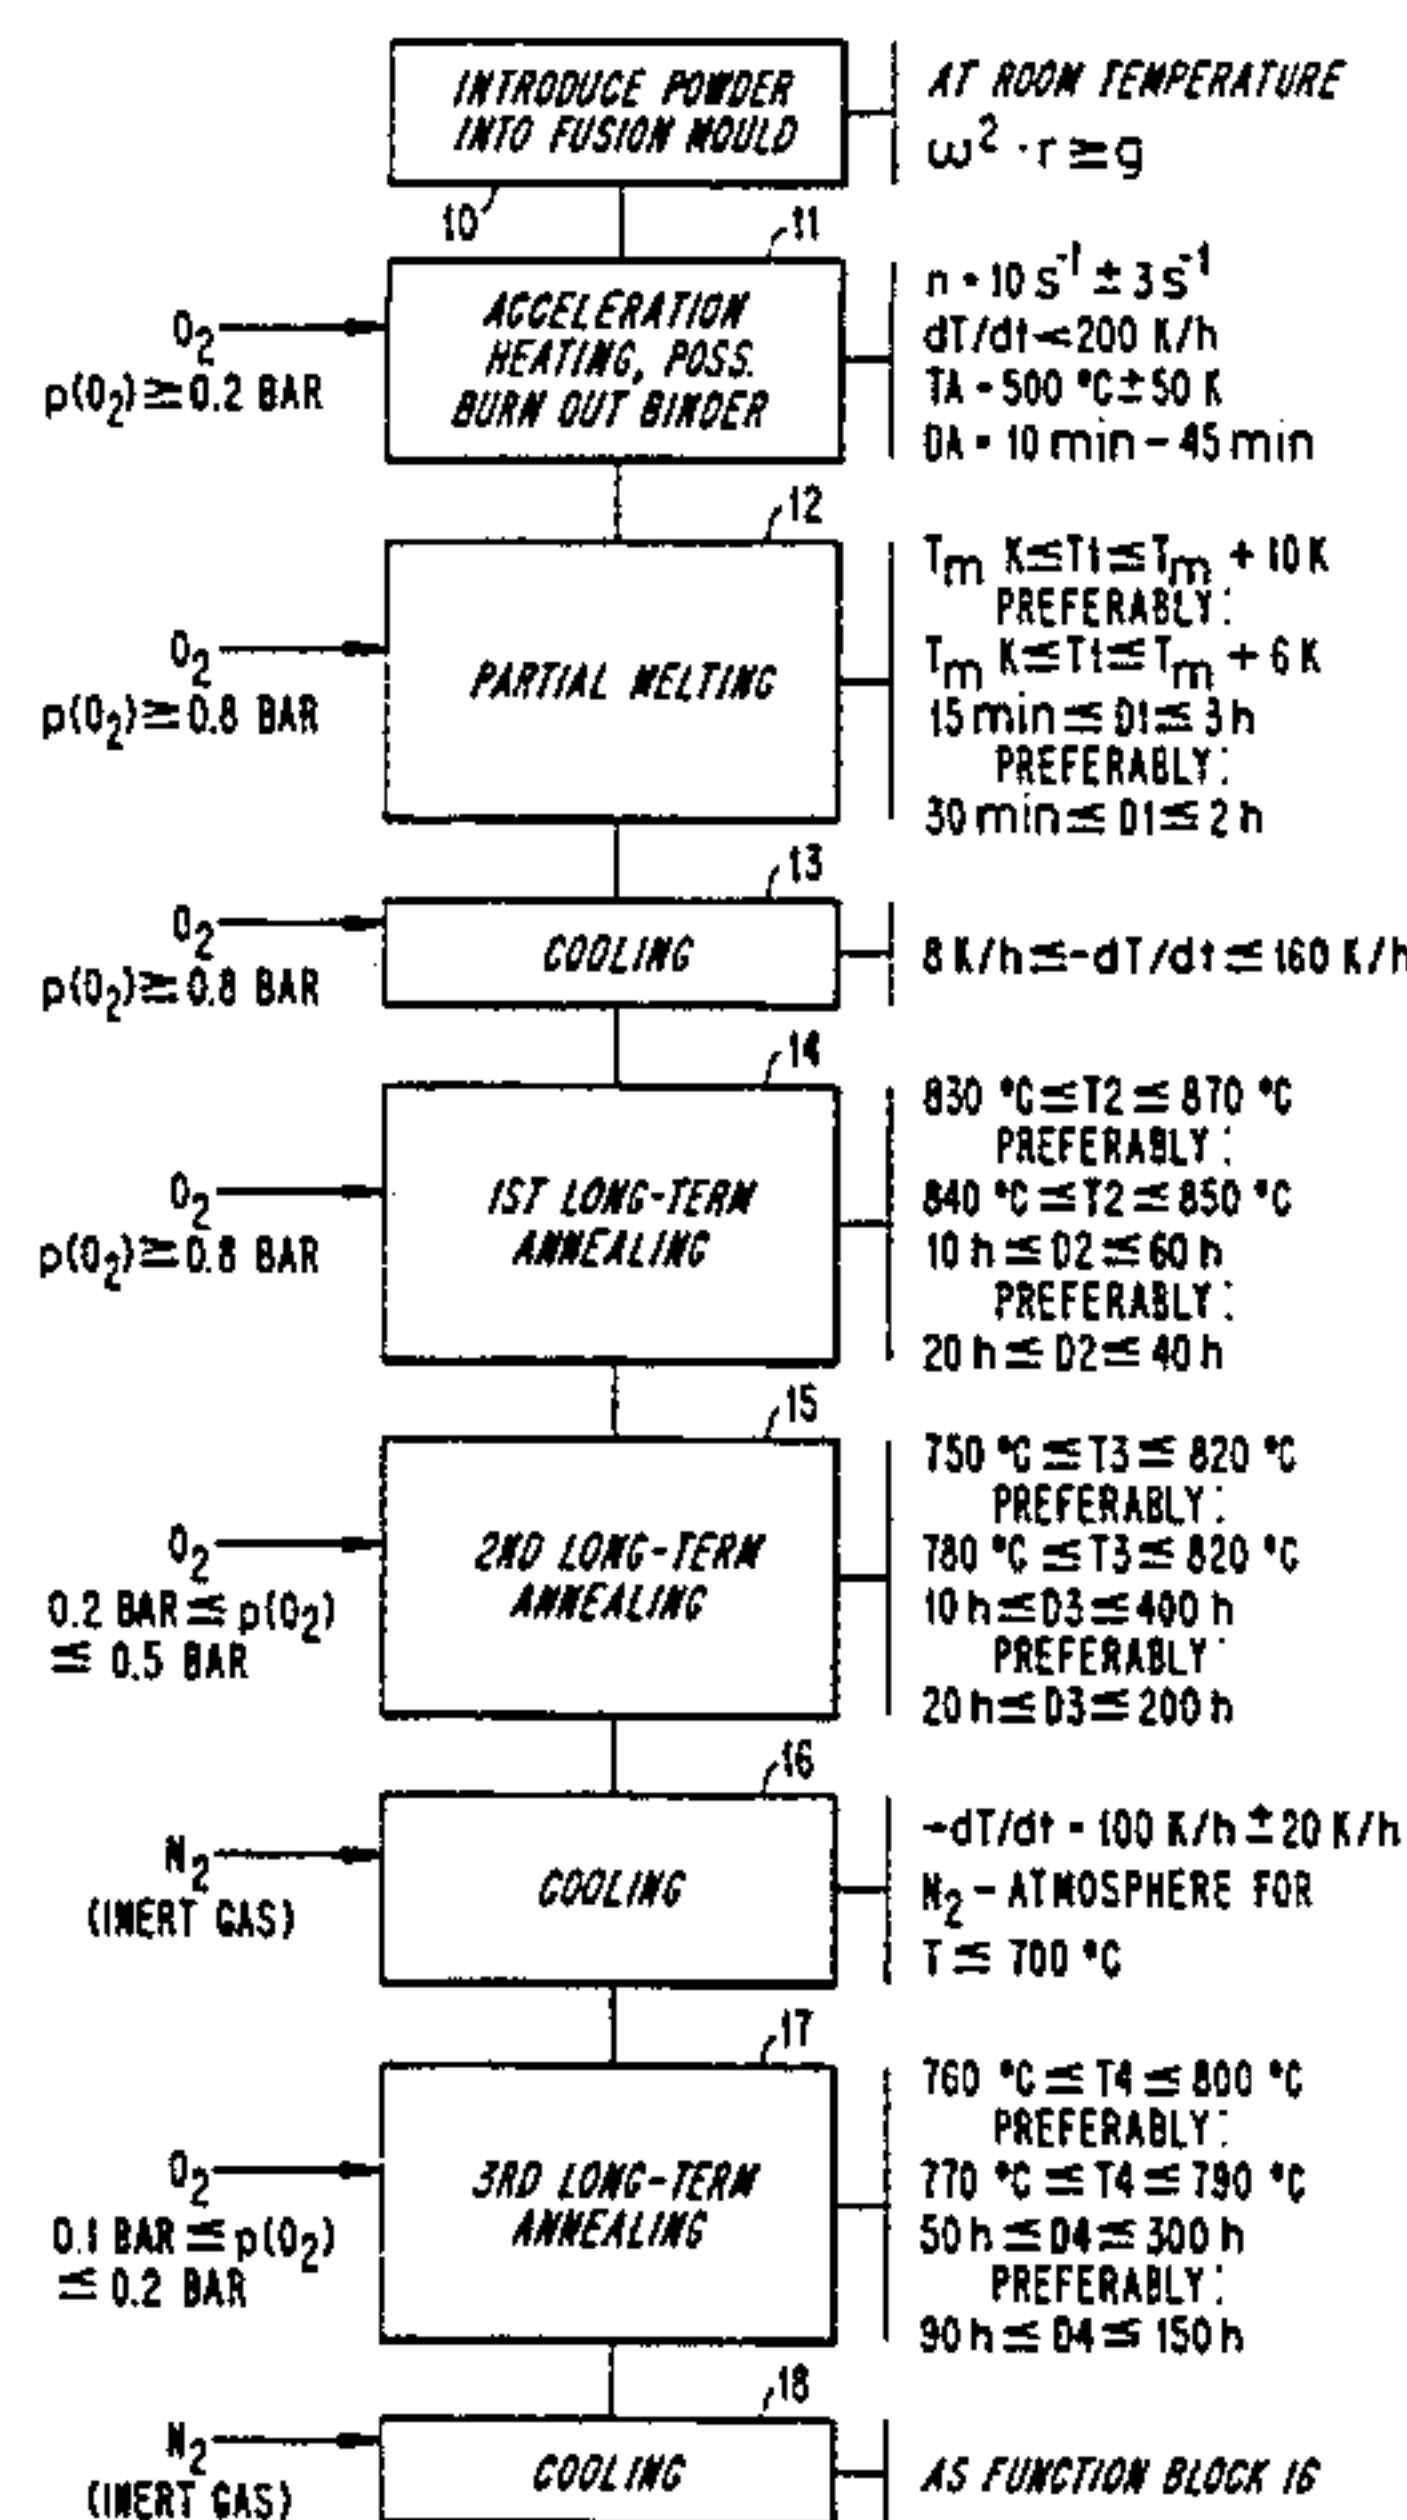 INTRODUCE POWDER
INTO FUSION MOULD
AT ROOM TEMPERATURE
ω² · r ≧ g
10
11
O₂
p(O₂) ≧ 0.2 BAR
ACCELERATION
HEATING, POSS.
BURN OUT BINDER
n = 10 s⁻¹ ± 3 s⁻¹
dT/dt < 200 K/h
TA = 500 °C ± 50 K
DA = 10 min - 45 min
12
O₂
p(O₂) ≧ 0.8 BAR
PARTIAL MELTING
Tₘ K ≦ T1 ≦ Tₘ + 10 K
PREFERABLY:
Tₘ K ≦ T1 ≦ Tₘ + 6 K
15 min ≦ D1 ≦ 3 h
PREFERABLY:
30 min ≦ D1 ≦ 2 h
13
O₂
p(O₂) ≧ 0.8 BAR
COOLING
8 K/h ≦ -dT/dt ≦ 160 K/h
14
O₂
p(O₂) ≧ 0.8 BAR
1ST LONG-TERM
ANNEALING
830 °C ≦ T2 ≦ 870 °C
PREFERABLY:
840 °C ≦ T2 ≦ 850 °C
10 h ≦ D2 ≦ 60 h
PREFERABLY:
20 h ≦ D2 ≦ 40 h
15
O₂
0.2 BAR ≦ p(O₂)
≦ 0.5 BAR
2ND LONG-TERM
ANNEALING
750 °C ≦ T3 ≦ 820 °C
PREFERABLY:
780 °C ≦ T3 ≦ 820 °C
10 h ≦ D3 ≦ 400 h
PREFERABLY:
20 h ≦ D3 ≦ 200 h
16
N₂
(INERT GAS)
COOLING
-dT/dt = 100 K/h ± 20 K/h
N₂ - ATMOSPHERE FOR
T ≦ 700 °C
17
O₂
0.1 BAR ≦ p(O₂)
≦ 0.2 BAR
3RD LONG-TERM
ANNEALING
760 °C ≦ T4 ≦ 800 °C
PREFERABLY:
770 °C ≦ T4 ≦ 790 °C
50 h ≦ D4 ≦ 300 h
PREFERABLY:
90 h ≦ D4 ≦ 150 h
18
N₂
(INERT GAS)
COOLING
AS FUNCTION BLOCK 16